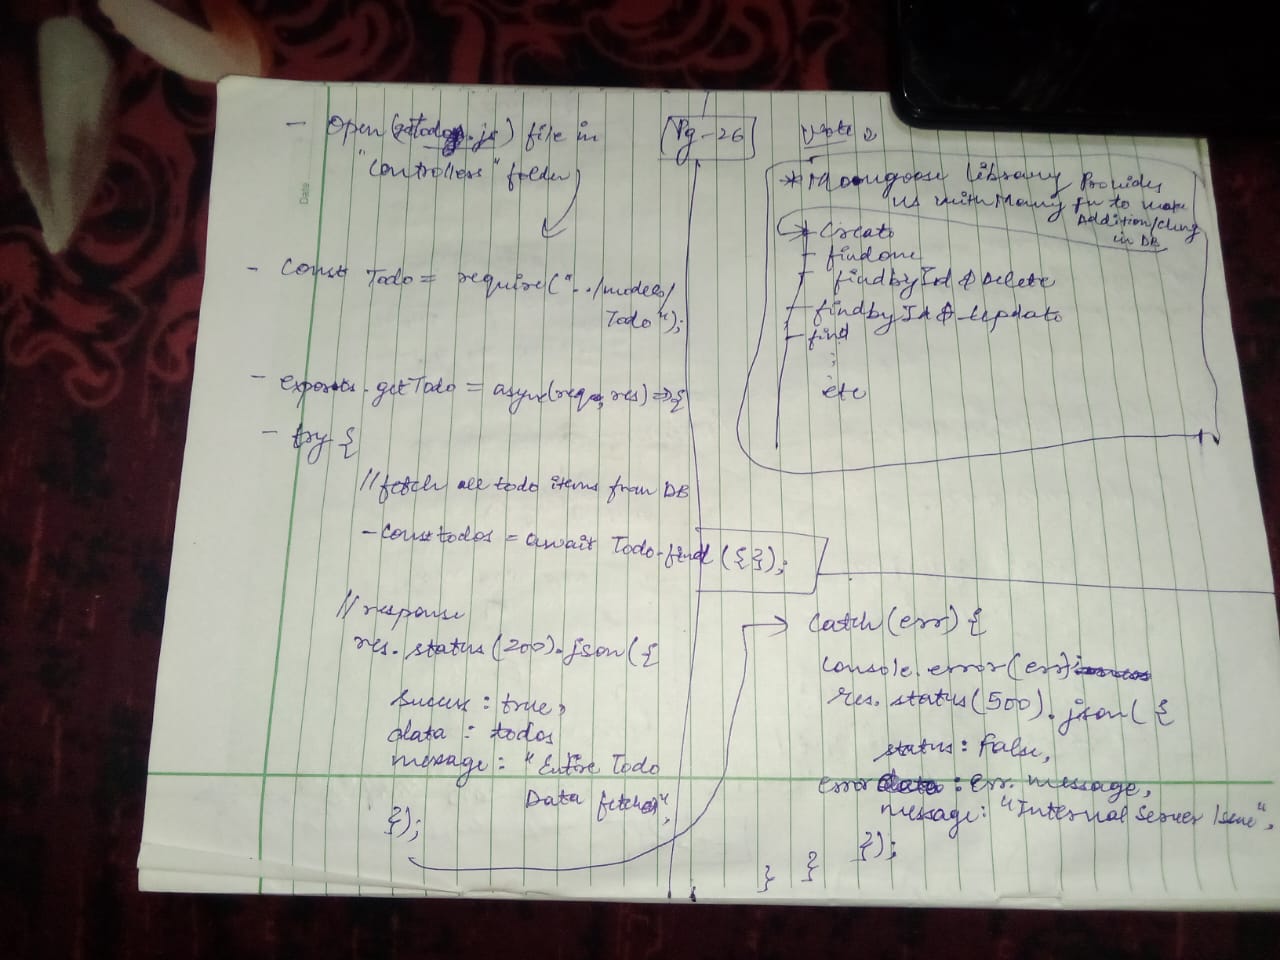 Pg-26
- Open (getTodo.js) file in
"Controllers" folder
- const Todo = require("../models/
Todo");
- exports.getTodo = async(req, res) => {
- try {
//fetch all todo items from DB
- const todos = await Todo.find({});
//response
res.status(200).json({
success: true,
data : todos
message: "Entire Todo
Data fetched",
});
Note :
* Mongoose Library Provides
us with Many fn to make
Addition/Chng
in DB
* Create
- findone
- findbyId & Delete
- findbyId & Update
- find
:
etc
catch(err) {
console.error(err);
res.status(500).json({
status: false,
error : err.message,
message: "Internal Server Issue",
});
} }